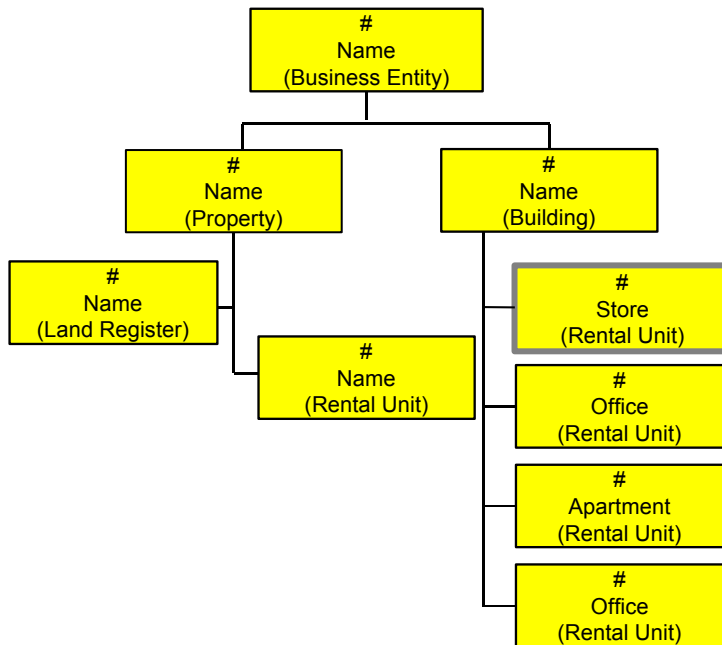 #
Name
(Business Entity)
#
Name
(Property)
#
Name
(Building)
#
Name
(Land Register)
#
Name
(Rental Unit)
#
Store
(Rental Unit)
#
Office
(Rental Unit)
#
Apartment
(Rental Unit)
#
Office
(Rental Unit)